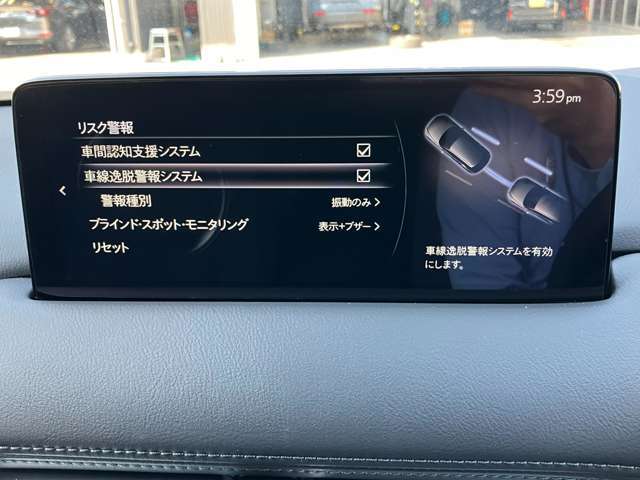 3:59 pm
リスク警報
車間認知支援システム
車線逸脱警報システム
警報種別 振動のみ
ブラインド・スポット・モニタリング 表示+ブザー
リセット
車線逸脱警報システムを有効
にします。